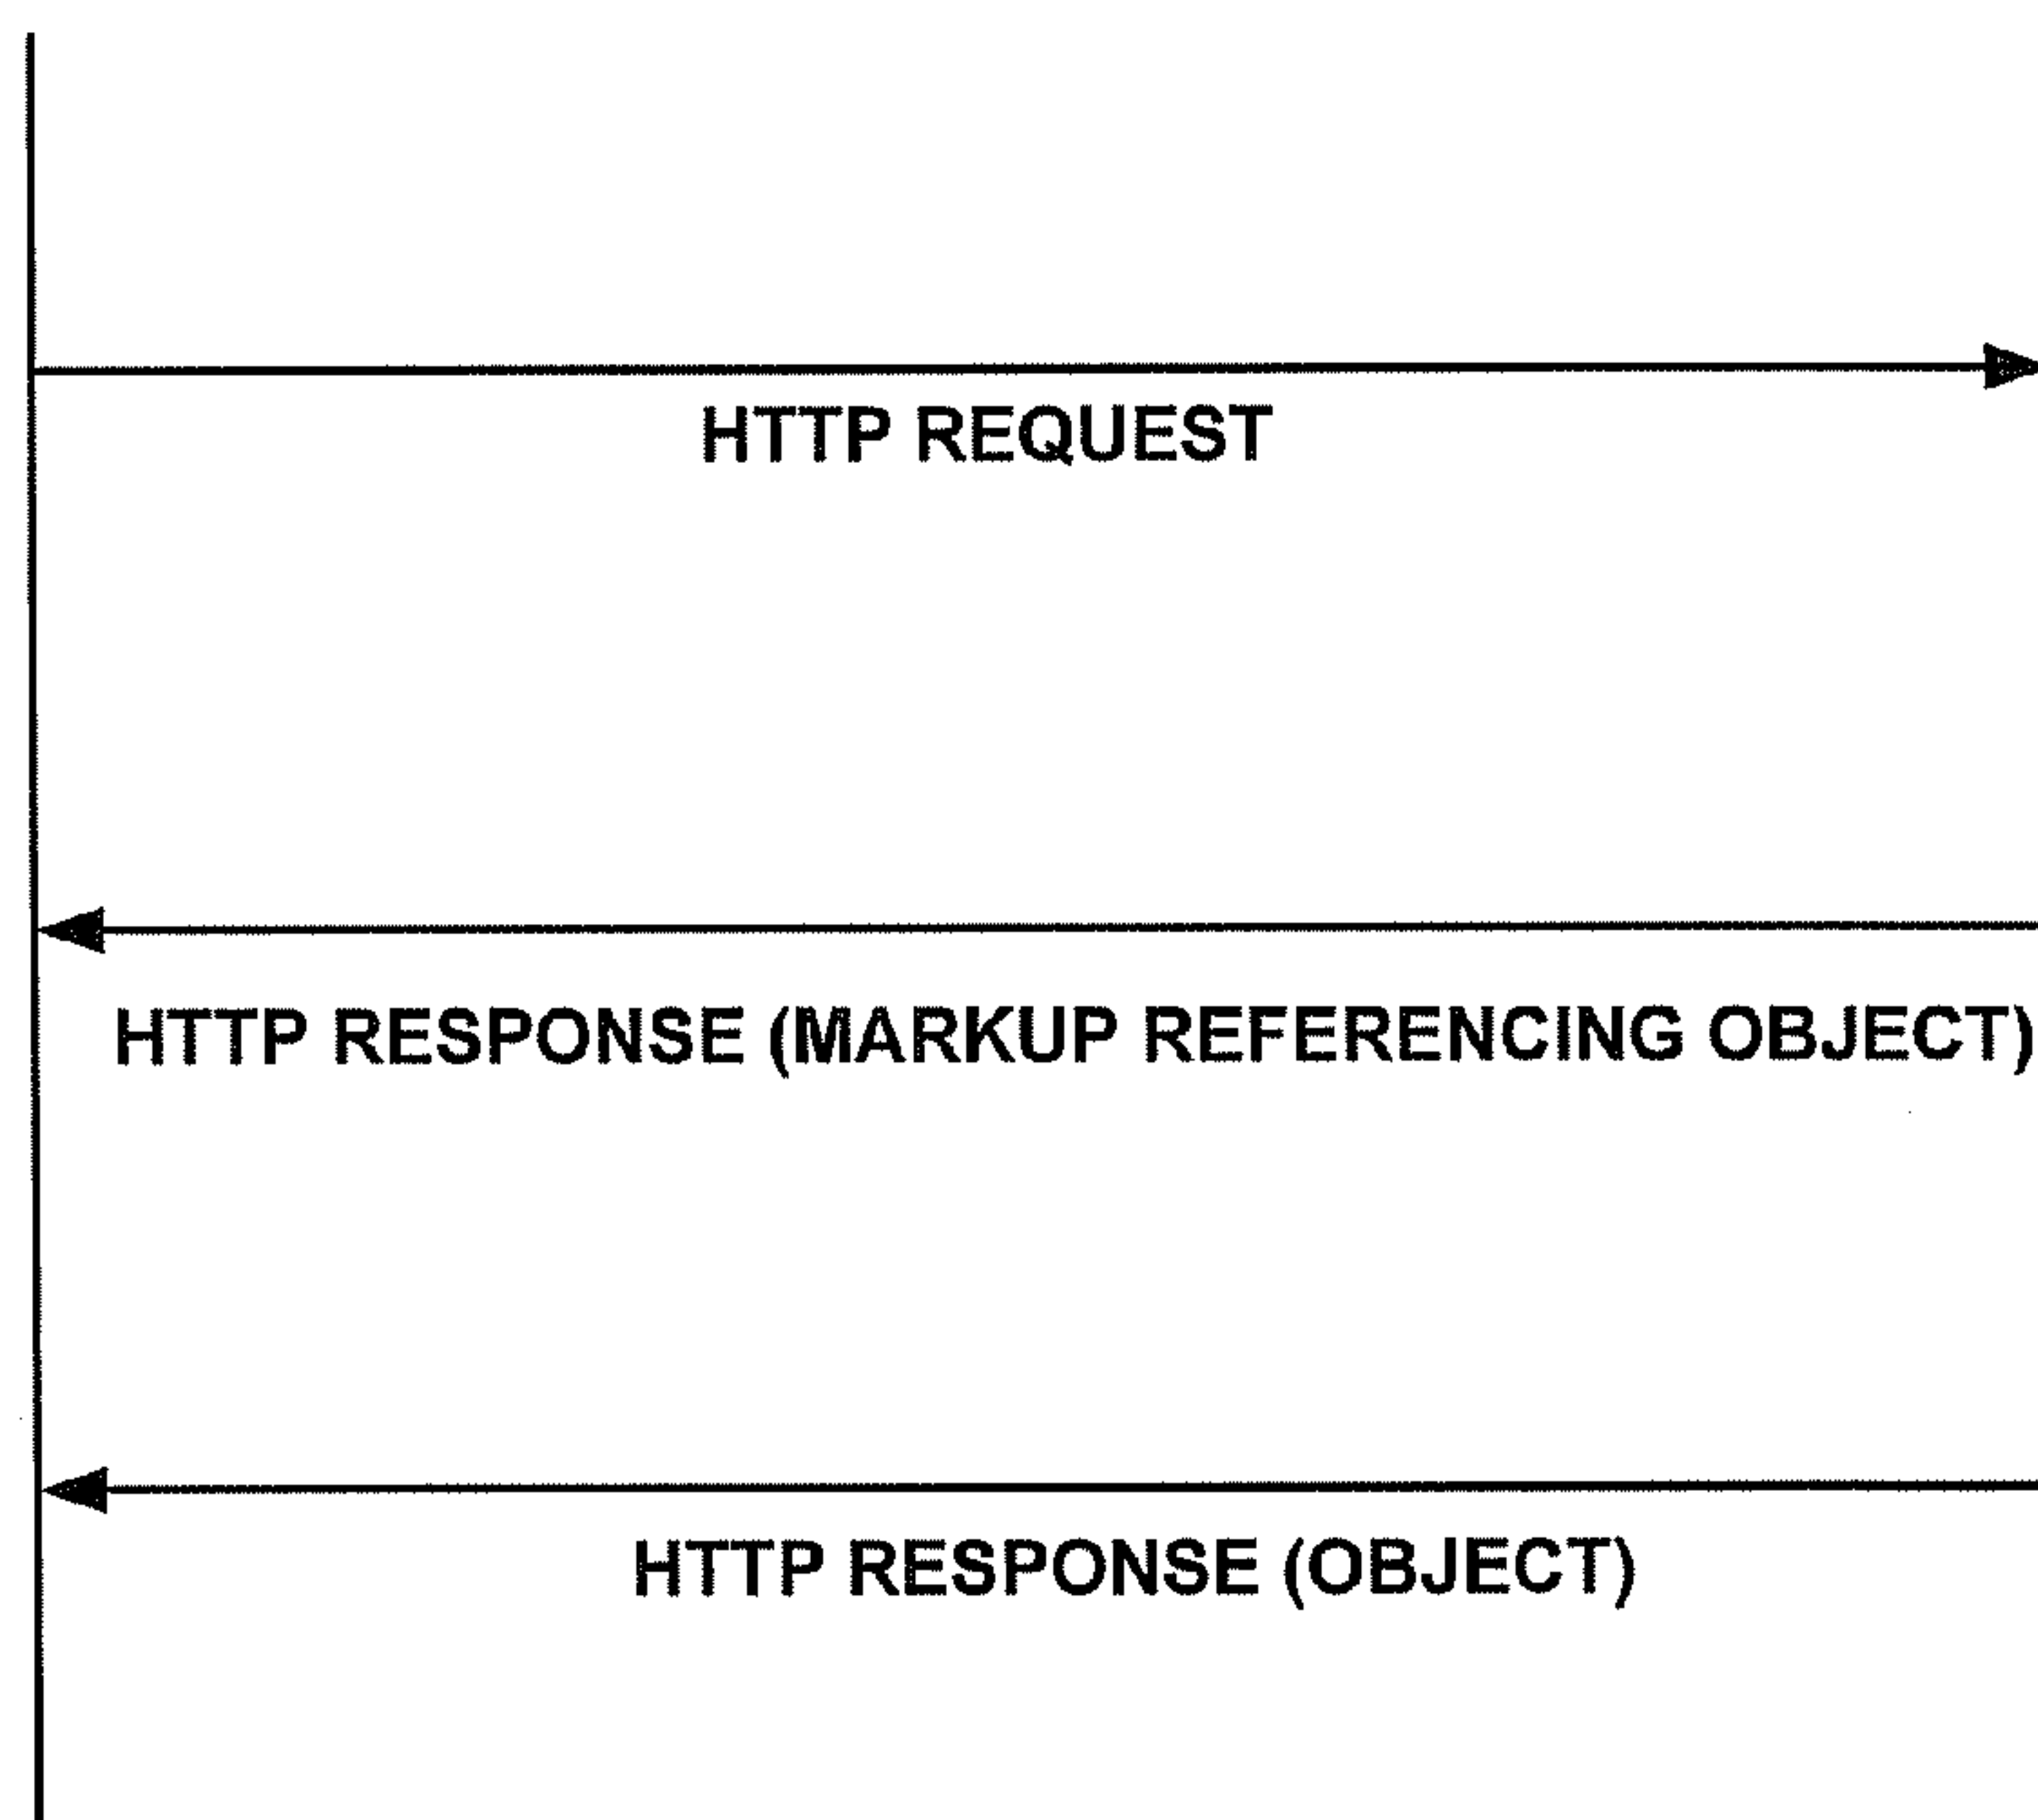 HTTP REQUEST
HTTP RESPONSE (MARKUP REFERENCING OBJECT)
HTTP RESPONSE (OBJECT)